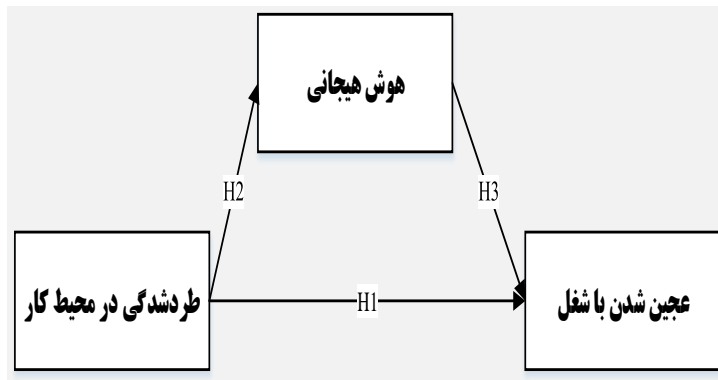 هوش هیجانی
H2
H3
طردشدگی در محیط کار
H1
عجین شدن با شغل